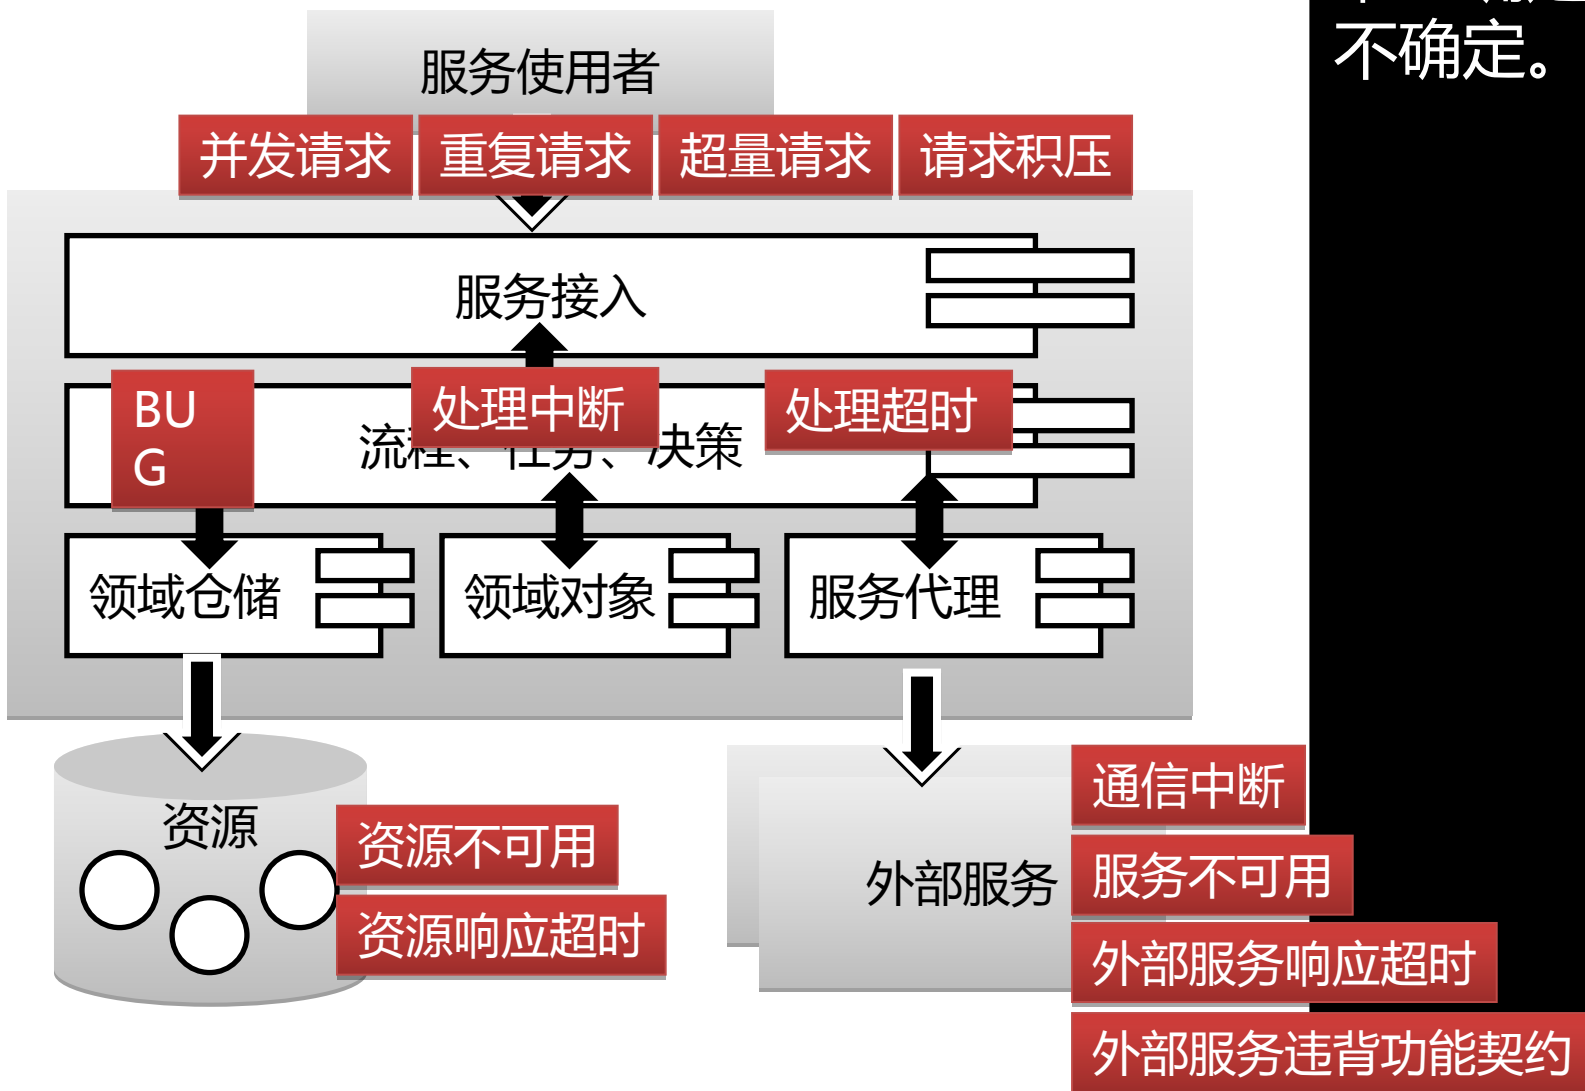 不确定。
服务使用者
并发请求
重复请求
超量请求
请求积压
服务接入
BU
G
处理中断
处理超时
流程、任务、决策
领域仓储
领域对象
服务代理
资源
资源不可用
资源响应超时
外部服务
通信中断
服务不可用
外部服务响应超时
外部服务违背功能契约